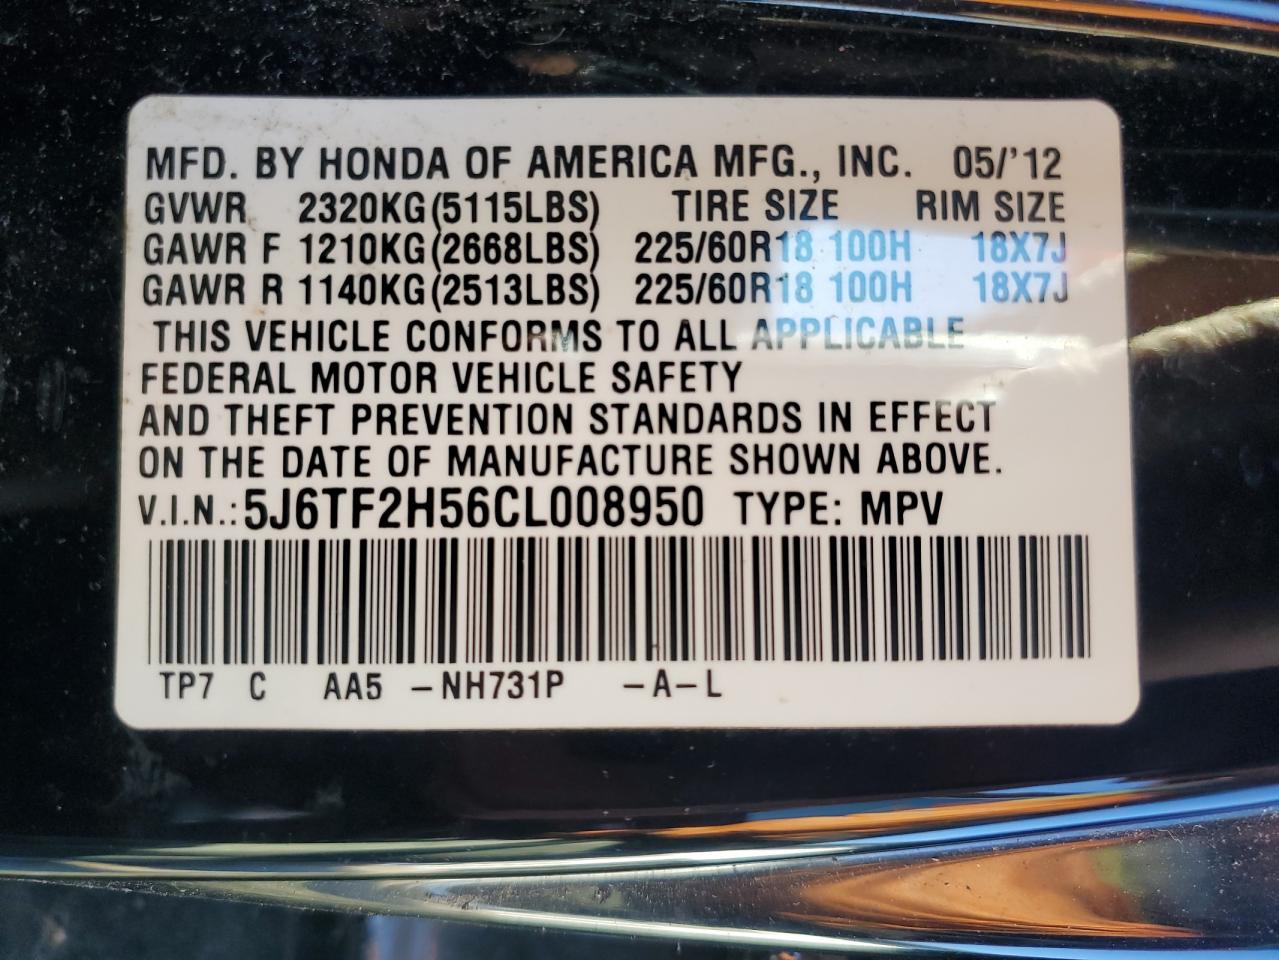 MFD. BY HONDA OF AMERICA MFG., INC. 05/'12
GVWR 2320KG(5115LBS) TIRE SIZE RIM SIZE
GAWR F 1210KG(2668LBS) 225/60R18 100H 18X7J
GAWR R 1140KG(2513LBS) 225/60R18 100H 18X7J
THIS VEHICLE CONFORMS TO ALL APPLICABLE
FEDERAL MOTOR VEHICLE SAFETY
AND THEFT PREVENTION STANDARDS IN EFFECT
ON THE DATE OF MANUFACTURE SHOWN ABOVE.
V.I.N.: 5J6TF2H56CL008950 TYPE: MPV
TP7 C AA5 -NH731P -A-L